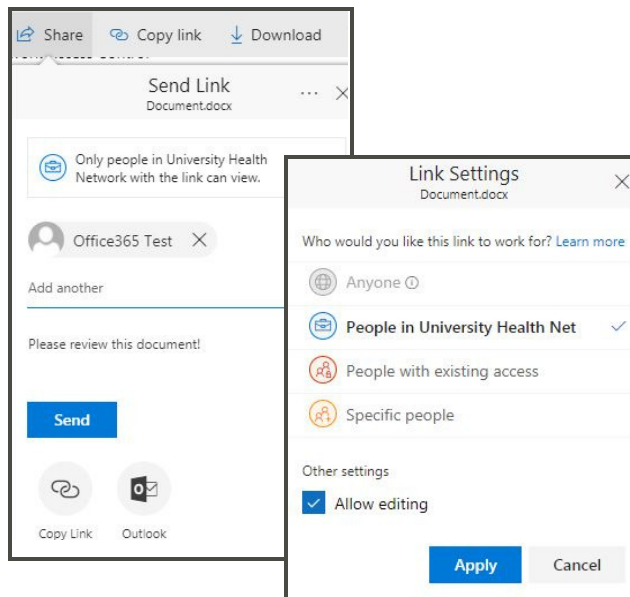 Share Copy link Download
Send Link
Document.docx
Only people in University Health
Network with the link can view.
Office365 Test
Add another
Please review this document!
Send
Copy Link Outlook
Link Settings
Document.docx
Who would you like this link to work for? Learn more
Anyone
People in University Health Net
People with existing access
Specific people
Other settings
Allow editing
Apply Cancel